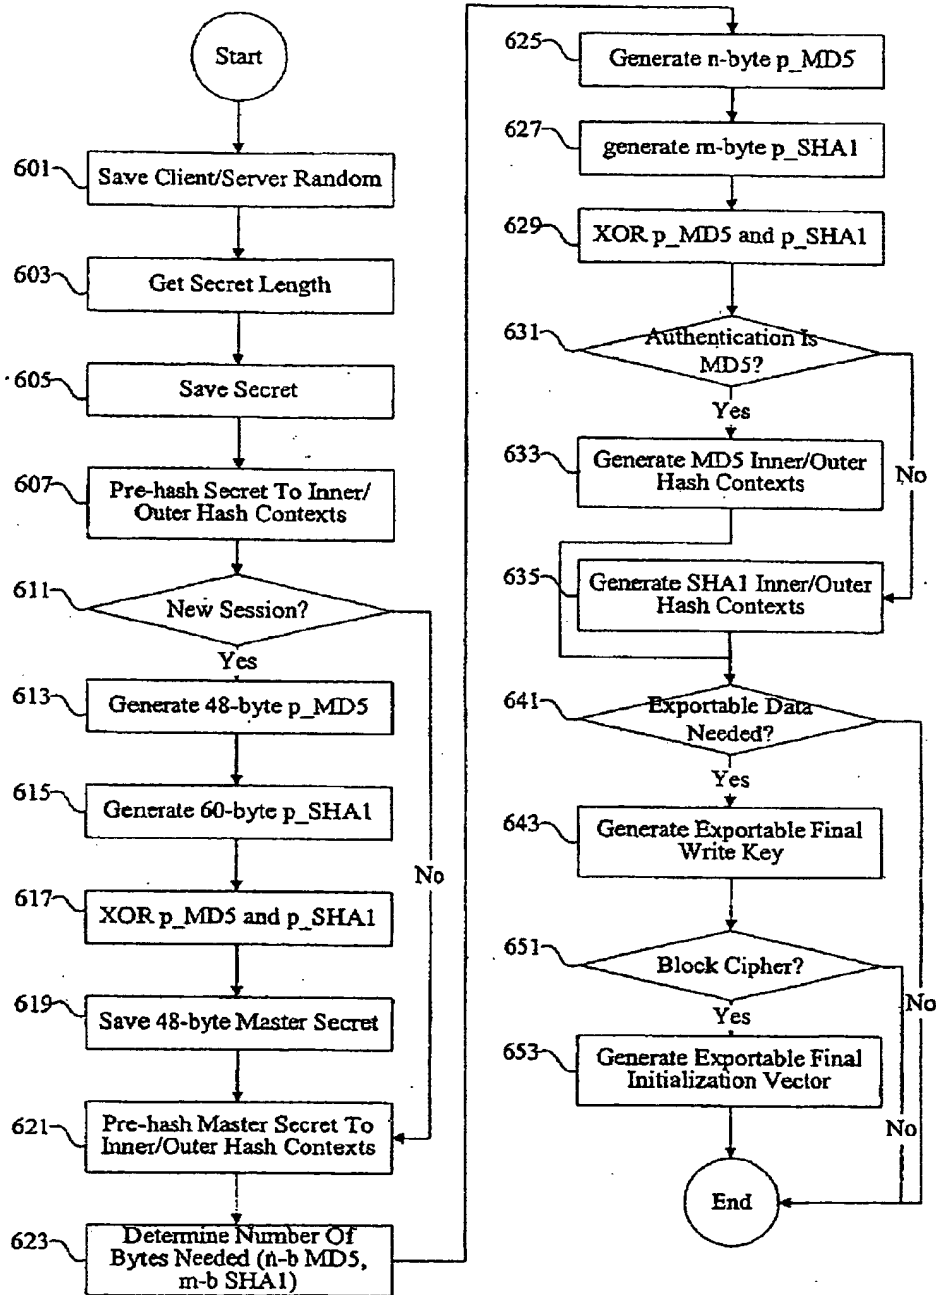 Start
601
Save Client/Server Random
603
Get Secret Length
605
Save Secret
607
Pre-hash Secret To Inner/
Outer Hash Contexts
611
New Session?
Yes
No
613
Generate 48-byte p_MD5
615
Generate 60-byte p_SHA1
617
XOR p_MD5 and p_SHA1
619
Save 48-byte Master Secret
621
Pre-hash Master Secret To
Inner/Outer Hash Contexts
623
Determine Number Of
Bytes Needed (n-b MD5,
m-b SHA1)
625
Generate n-byte p_MD5
627
generate m-byte p_SHA1
629
XOR p_MD5 and p_SHA1
631
Authentication Is
MD5?
Yes
No
633
Generate MD5 Inner/Outer
Hash Contexts
635
Generate SHA1 Inner/Outer
Hash Contexts
641
Exportable Data
Needed?
Yes
No
643
Generate Exportable Final
Write Key
651
Block Cipher?
Yes
No
653
Generate Exportable Final
Initialization Vector
End